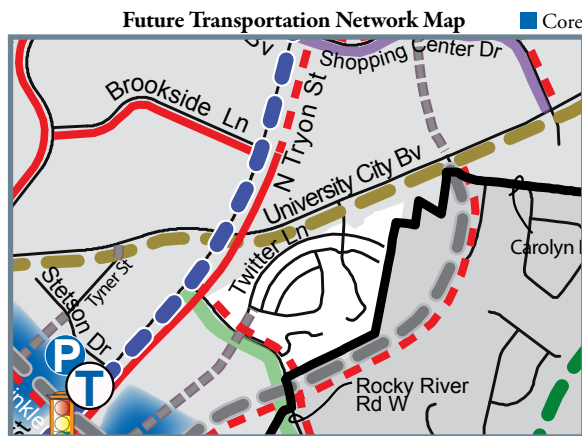 Future Transportation Network Map
Core
Bv
Shopping Center Dr
Brookside Ln
N Tryon St
University City Bv
Twitter Ln
Carolyn
Tyner St
Stetson Dr
P
T
Rocky River
Rd W